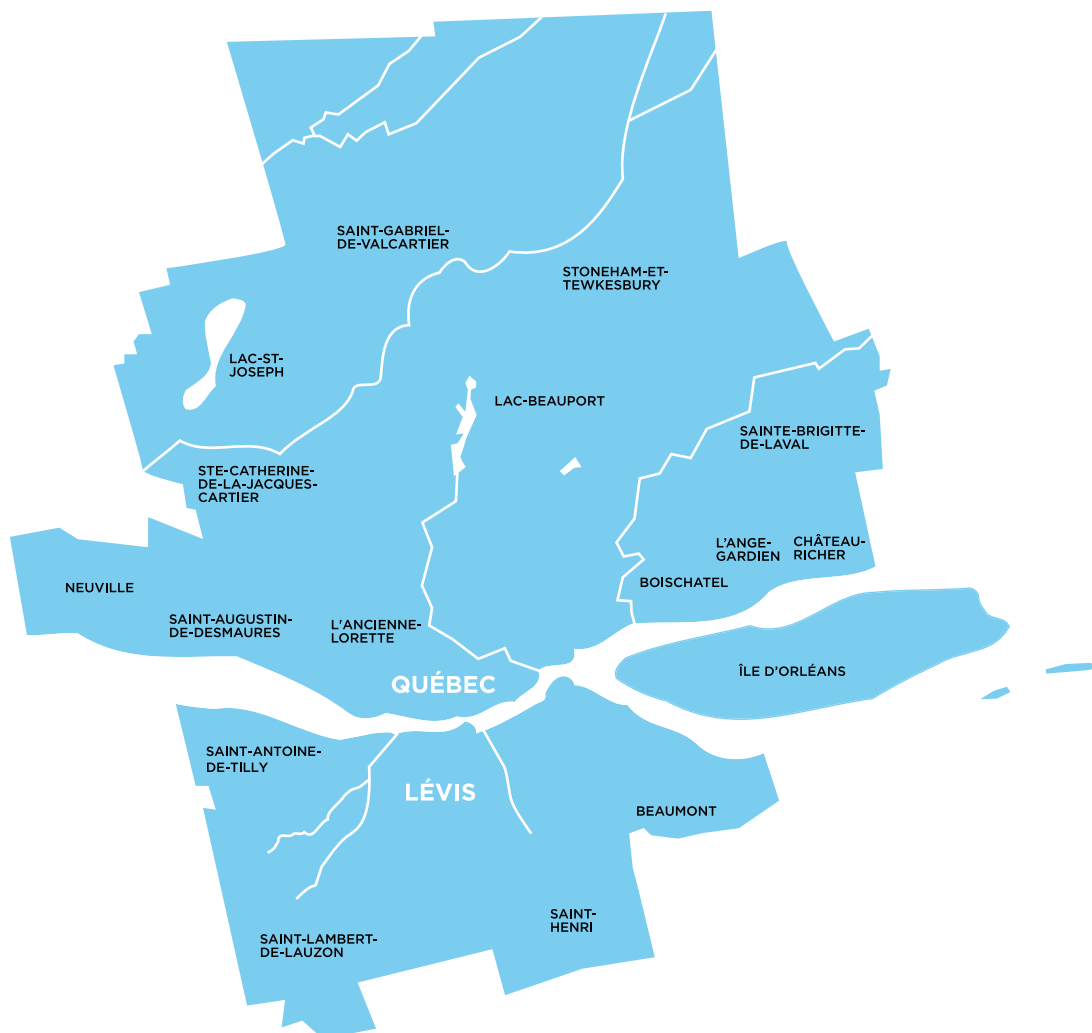 SAINT-GABRIEL-
DE-VALCARTIER
STONEHAM-ET-
TEWKESBURY
LAC-ST-
JOSEPH
LAC-BEAUPORT
SAINTE-BRIGITTE-
DE-LAVAL
STE-CATHERINE-
DE-LA-JACQUES-
CARTIER
L'ANGE-
GARDIEN
CHÂTEAU-
RICHER
BOISCHATEL
NEUVILLE
SAINT-AUGUSTIN-
DE-DESMAURES
L'ANCIENNE-
LORETTE
QUÉBEC
ÎLE D'ORLÉANS
SAINT-ANTOINE-
DE-TILLY
LÉVIS
BEAUMONT
SAINT-
HENRI
SAINT-LAMBERT-
DE-LAUZON